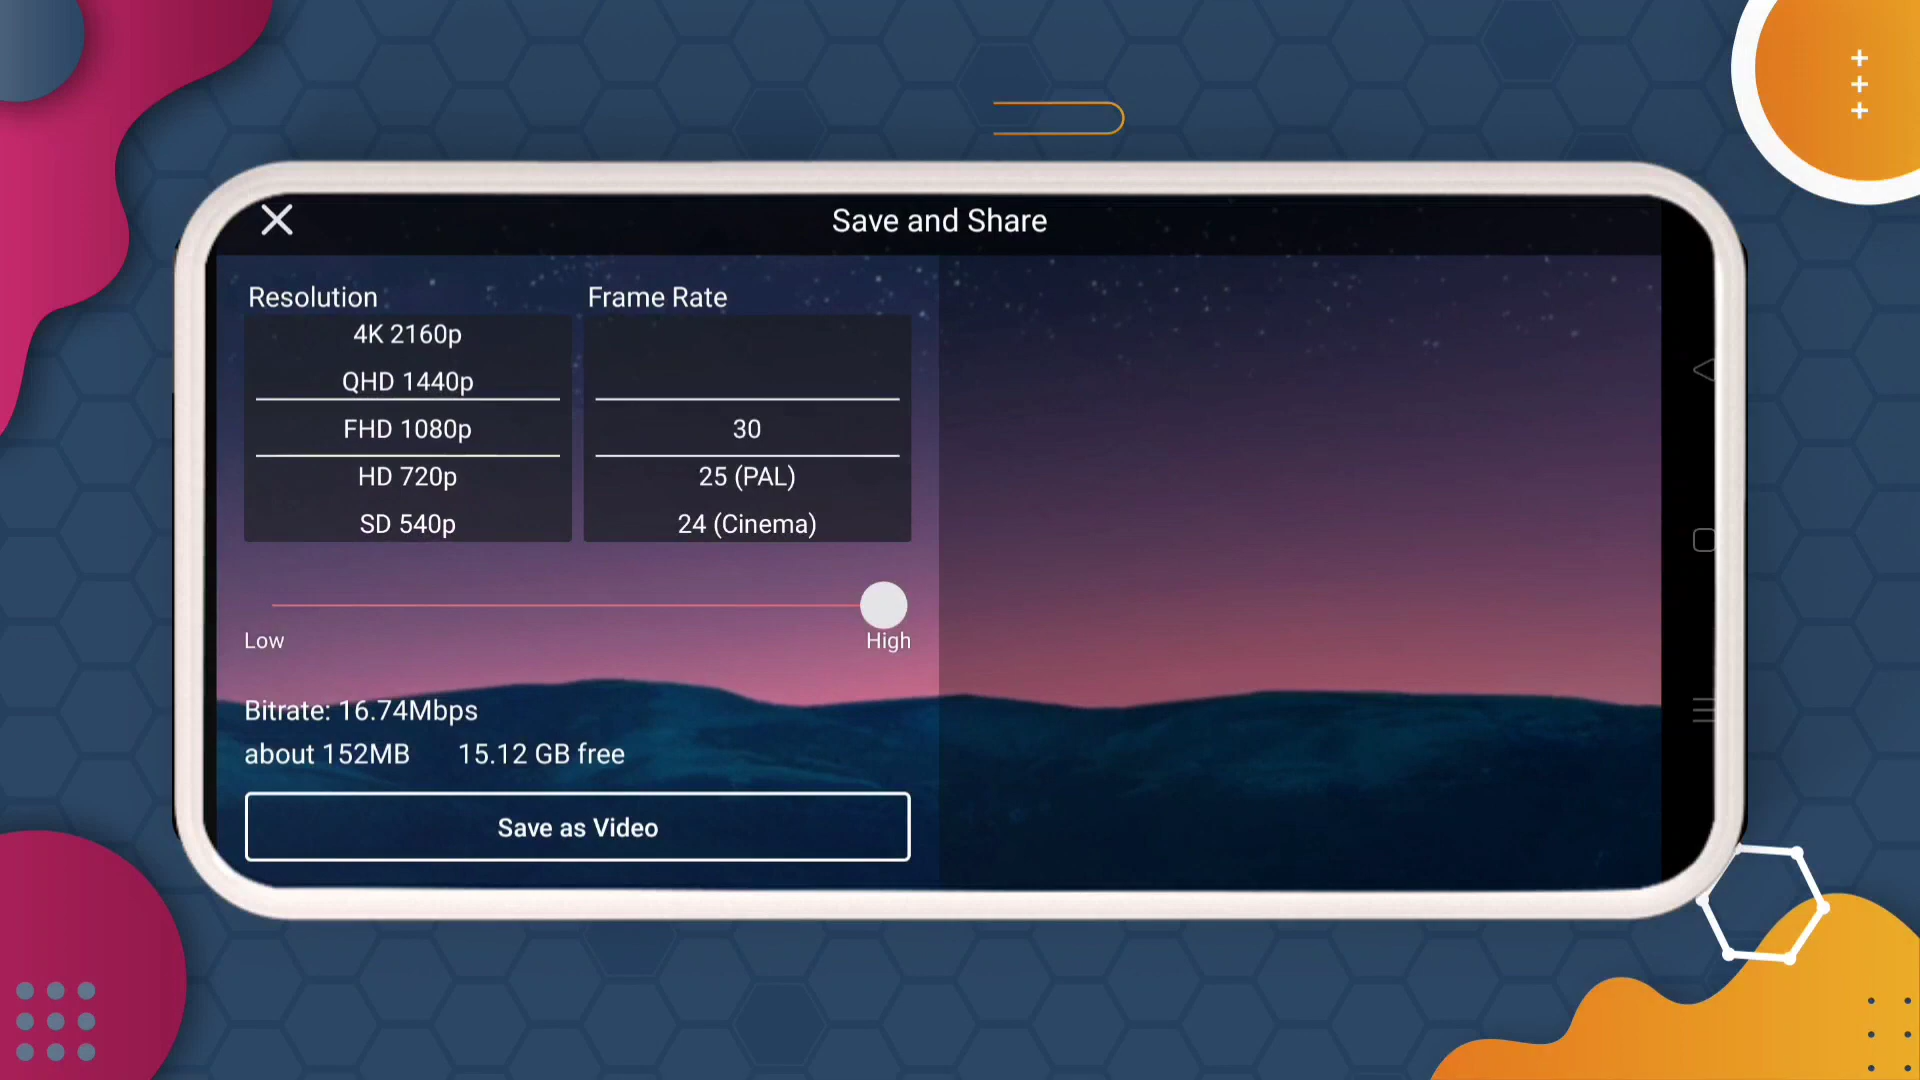 Save and Share
Resolution
4K 2160p
QHD 1440p
FHD 1080p
HD 720p
SD 540p
Frame Rate
30
25 (PAL)
24 (Cinema)
Low
High
Bitrate: 16.74Mbps
about 152MB 15.12 GB free
Save as Video